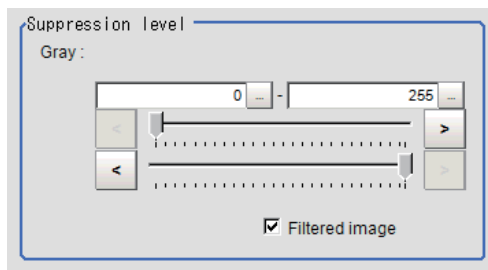 Suppression level
Gray :
0 ... - 255 ...
< >
< >
Filtered image